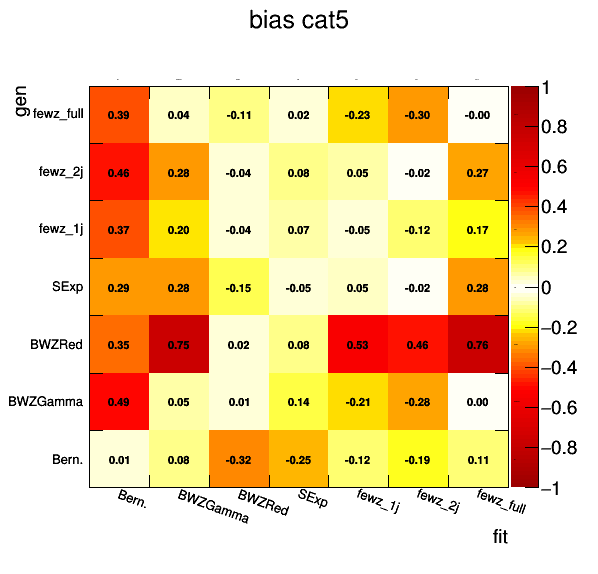 bias cat5
gen
fewz_full 0.39 0.04 -0.11 0.02 -0.23 -0.30 -0.00
fewz_2j 0.46 0.28 -0.04 0.08 0.05 -0.02 0.27
fewz_1j 0.37 0.20 -0.04 0.07 -0.05 -0.12 0.17
SExp 0.29 0.28 -0.15 -0.05 0.05 -0.02 0.28
BWZRed 0.35 0.75 0.02 0.08 0.53 0.46 0.76
BWZGamma 0.49 0.05 0.01 0.14 -0.21 -0.28 0.00
Bern. 0.01 0.08 -0.32 -0.25 -0.12 -0.19 0.11
Bern. BWZGamma BWZRed SExp fewz_1j fewz_2j fewz_full
fit
1
0.8
0.6
0.4
0.2
0
−0.2
−0.4
−0.6
−0.8
−1